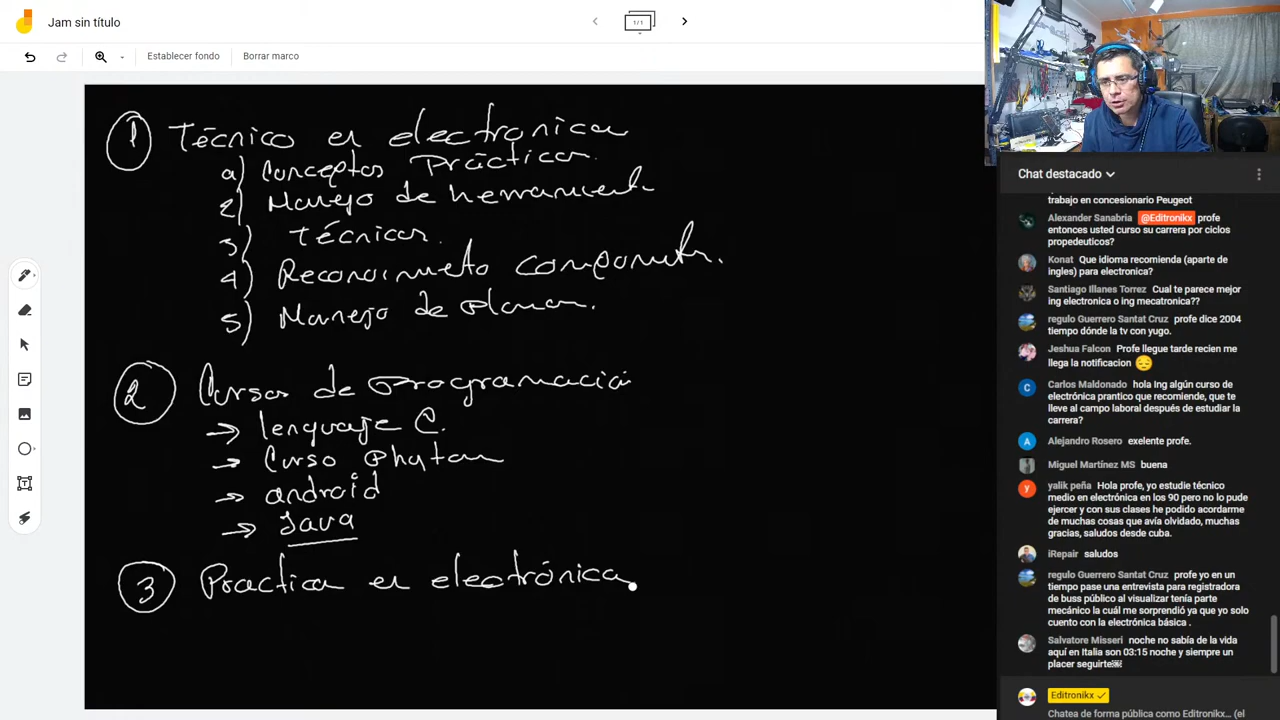 Jam sin título
1/1
Establecer fondo
Borrar marco
1 Técnico en electronica
a) Conceptos Prácticos.
2) Manejo de herramient
3) Técnicas.
4) Reconocimieto componentes.
5) Manejo de planos.
2 Cursos de programació
→ lenguaje C.
→ Curso Phytan
→ android
→ Java
3 Practica en electrónica
Chat destacado
trabajo en concesionario Peugeot
Alexander Sanabria @Editronikx profe
entonces usted curso su carrera por ciclos
propedeuticos?
Konat Que idioma recomienda (aparte de
ingles) para electronica?
Santiago Illanes Torrez Cual te parece mejor
ing electronica o ing mecatronica??
regulo Guerrero Santat Cruz profe dice 2004
tiempo dónde la tv con yugo.
Jeshua Falcon Profe llegue tarde recien me
llega la notificacion
C Carlos Maldonado hola Ing algún curso de
electrónica prantico que recomiende, que te
lleve al campo laboral después de estudiar la
carrera?
A Alejandro Rosero exelente profe.
Miguel Martínez MS buena
Y yalik peña Hola profe, yo estudie técnico
medio en electrónica en los 90 pero no lo pude
ejercer y con sus clases he podido acordarme
de muchas cosas que avía olvidado, muchas
gracias, saludos desde cuba.
iRepair saludos
regulo Guerrero Santat Cruz profe yo en un
tiempo pase una entrevista para registradora
de buss público al visualizar tenía parte
mecánico la cuál me sorprendió ya que yo solo
cuento con la electrónica básica .
Salvatore Misseri noche no sabía de la vida
aquí en Italia son 03:15 noche y siempre un
placer seguirte
Editronikx
Chatea de forma pública como Editronikx... (el